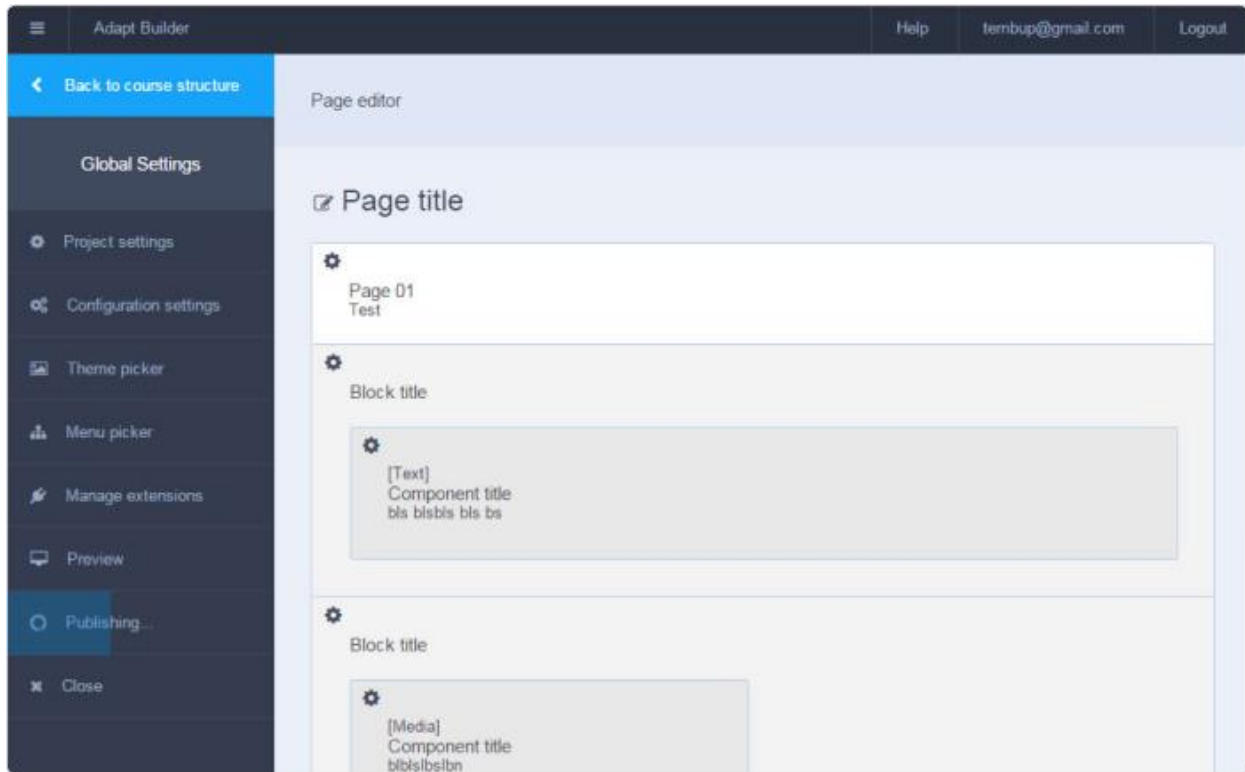 Adapt Builder
Help
tembup@gmail.com
Logout
Back to course structure
Global Settings
Project settings
Configuration settings
Theme picker
Menu picker
Manage extensions
Preview
Publishing...
Close
Page editor
Page title
Page 01
Test
Block title
[Text]
Component title
bls blsbls bls bs
Block title
[Media]
Component title
blblslbslbn